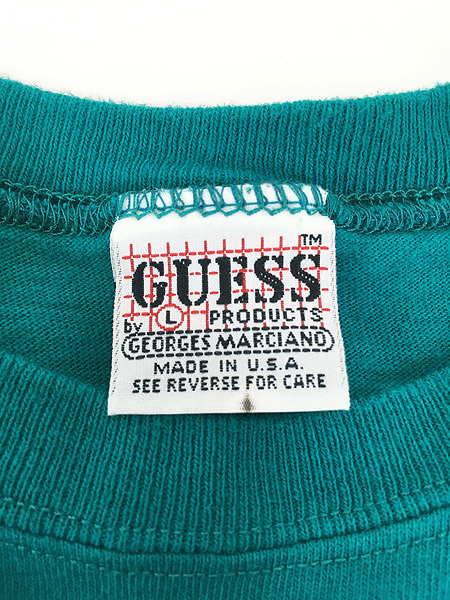 TM
GUESS
by L PRODUCTS
GEORGES MARCIANO
MADE IN U.S.A.
SEE REVERSE FOR CARE